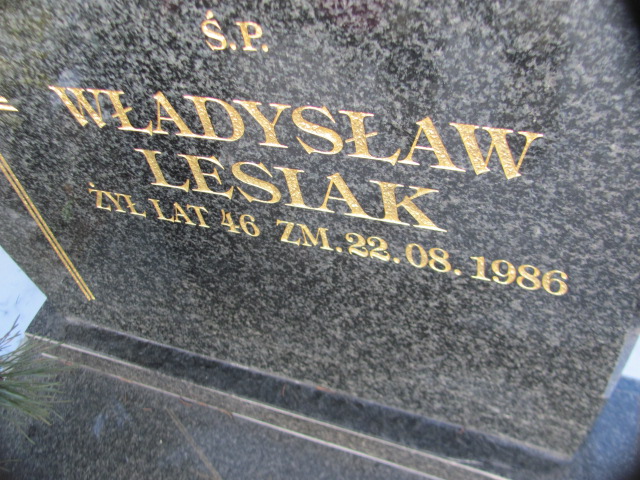 Ś.P.
WŁADYSŁAW
LESIAK
ŻYŁ LAT 46 ZM.22.08.1986